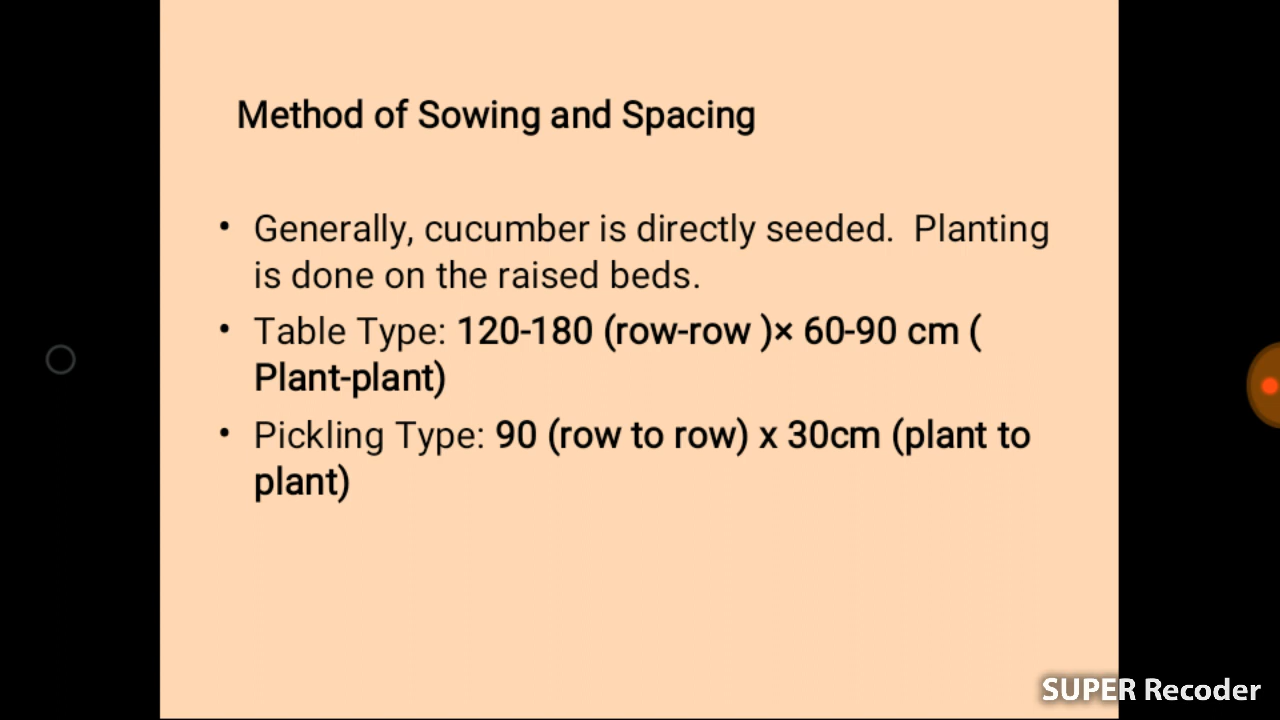 Method of Sowing and Spacing
• Generally, cucumber is directly seeded.  Planting
is done on the raised beds.
• Table Type: 120-180 (row-row )× 60-90 cm (
Plant-plant)
• Pickling Type: 90 (row to row) x 30cm (plant to
plant)
SUPER Recoder